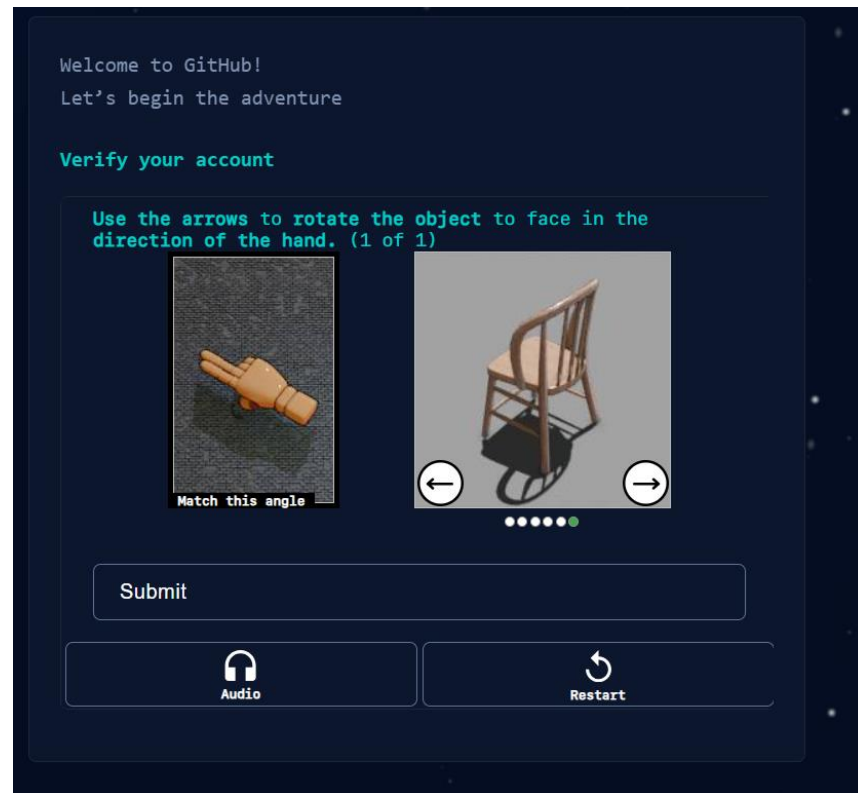 Welcome to GitHub!
Let’s begin the adventure
Verify your account
Use the arrows to rotate the object to face in the
direction of the hand. (1 of 1)
Match this angle
Submit
Audio
Restart